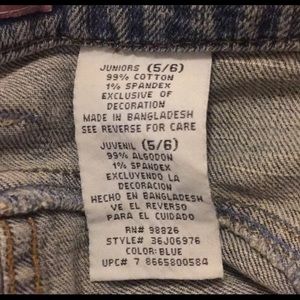 JUNIORS (5/6)
99% COTTON
1% SPANDEX
EXCLUSIVE OF
DECORATION
MADE IN BANGLADESH
SEE REVERSE FOR CARE
JUVENIL (5/6)
99% ALGODON
1% SPANDEX
EXCLUYENDO LA
DECORACION
HECHO EN BANGLADESH
VE EL REVERSO
PARA EL CUIDADO
RN# 98826
STYLE# 36J06976
COLOR: BLUE
UPC# 7 8665800584